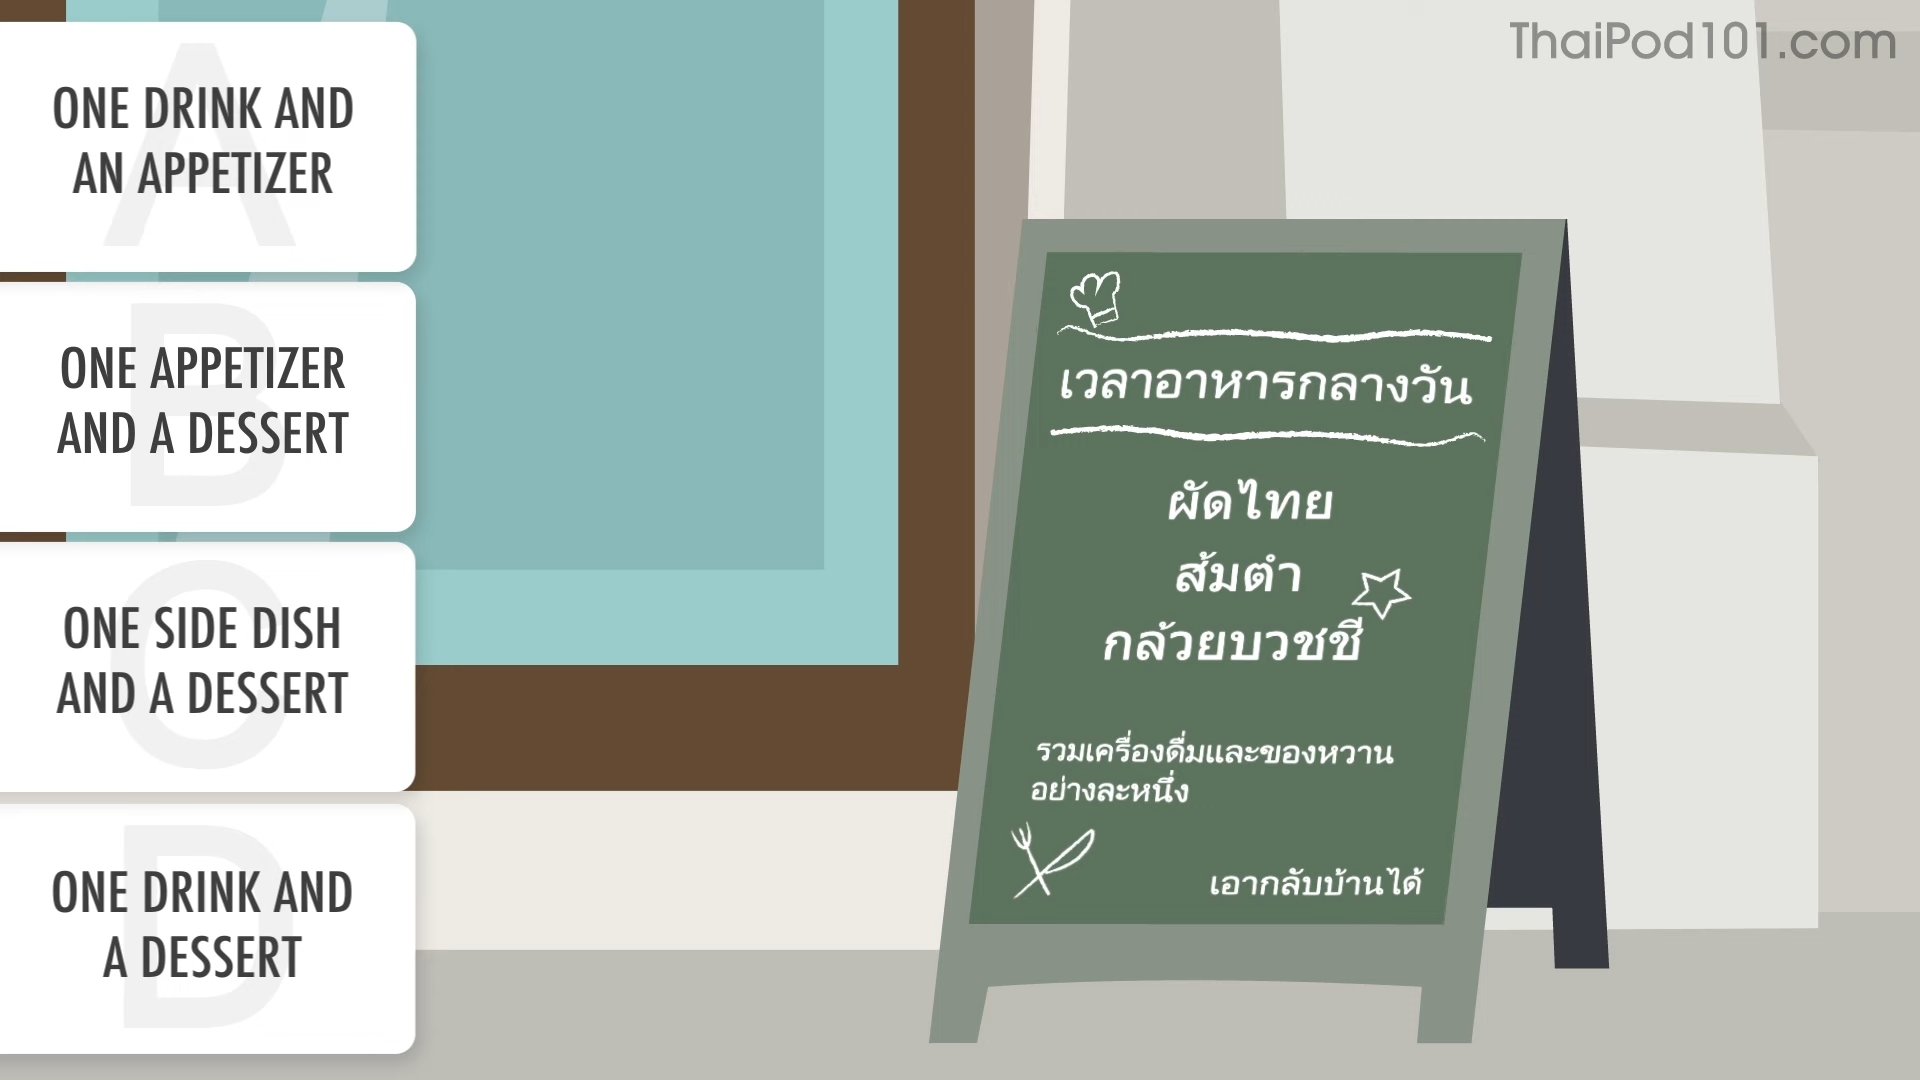 ThaiPod101.com
ONE DRINK AND
AN APPETIZER
ONE APPETIZER
AND A DESSERT
ONE SIDE DISH
AND A DESSERT
ONE DRINK AND
A DESSERT
A
B
C
D
เวลาอาหารกลางวัน
ผัดไทย
ส้มตำ
กล้วยบวชชี
รวมเครื่องดื่มและของหวาน
อย่างละหนึ่ง
เอากลับบ้านได้